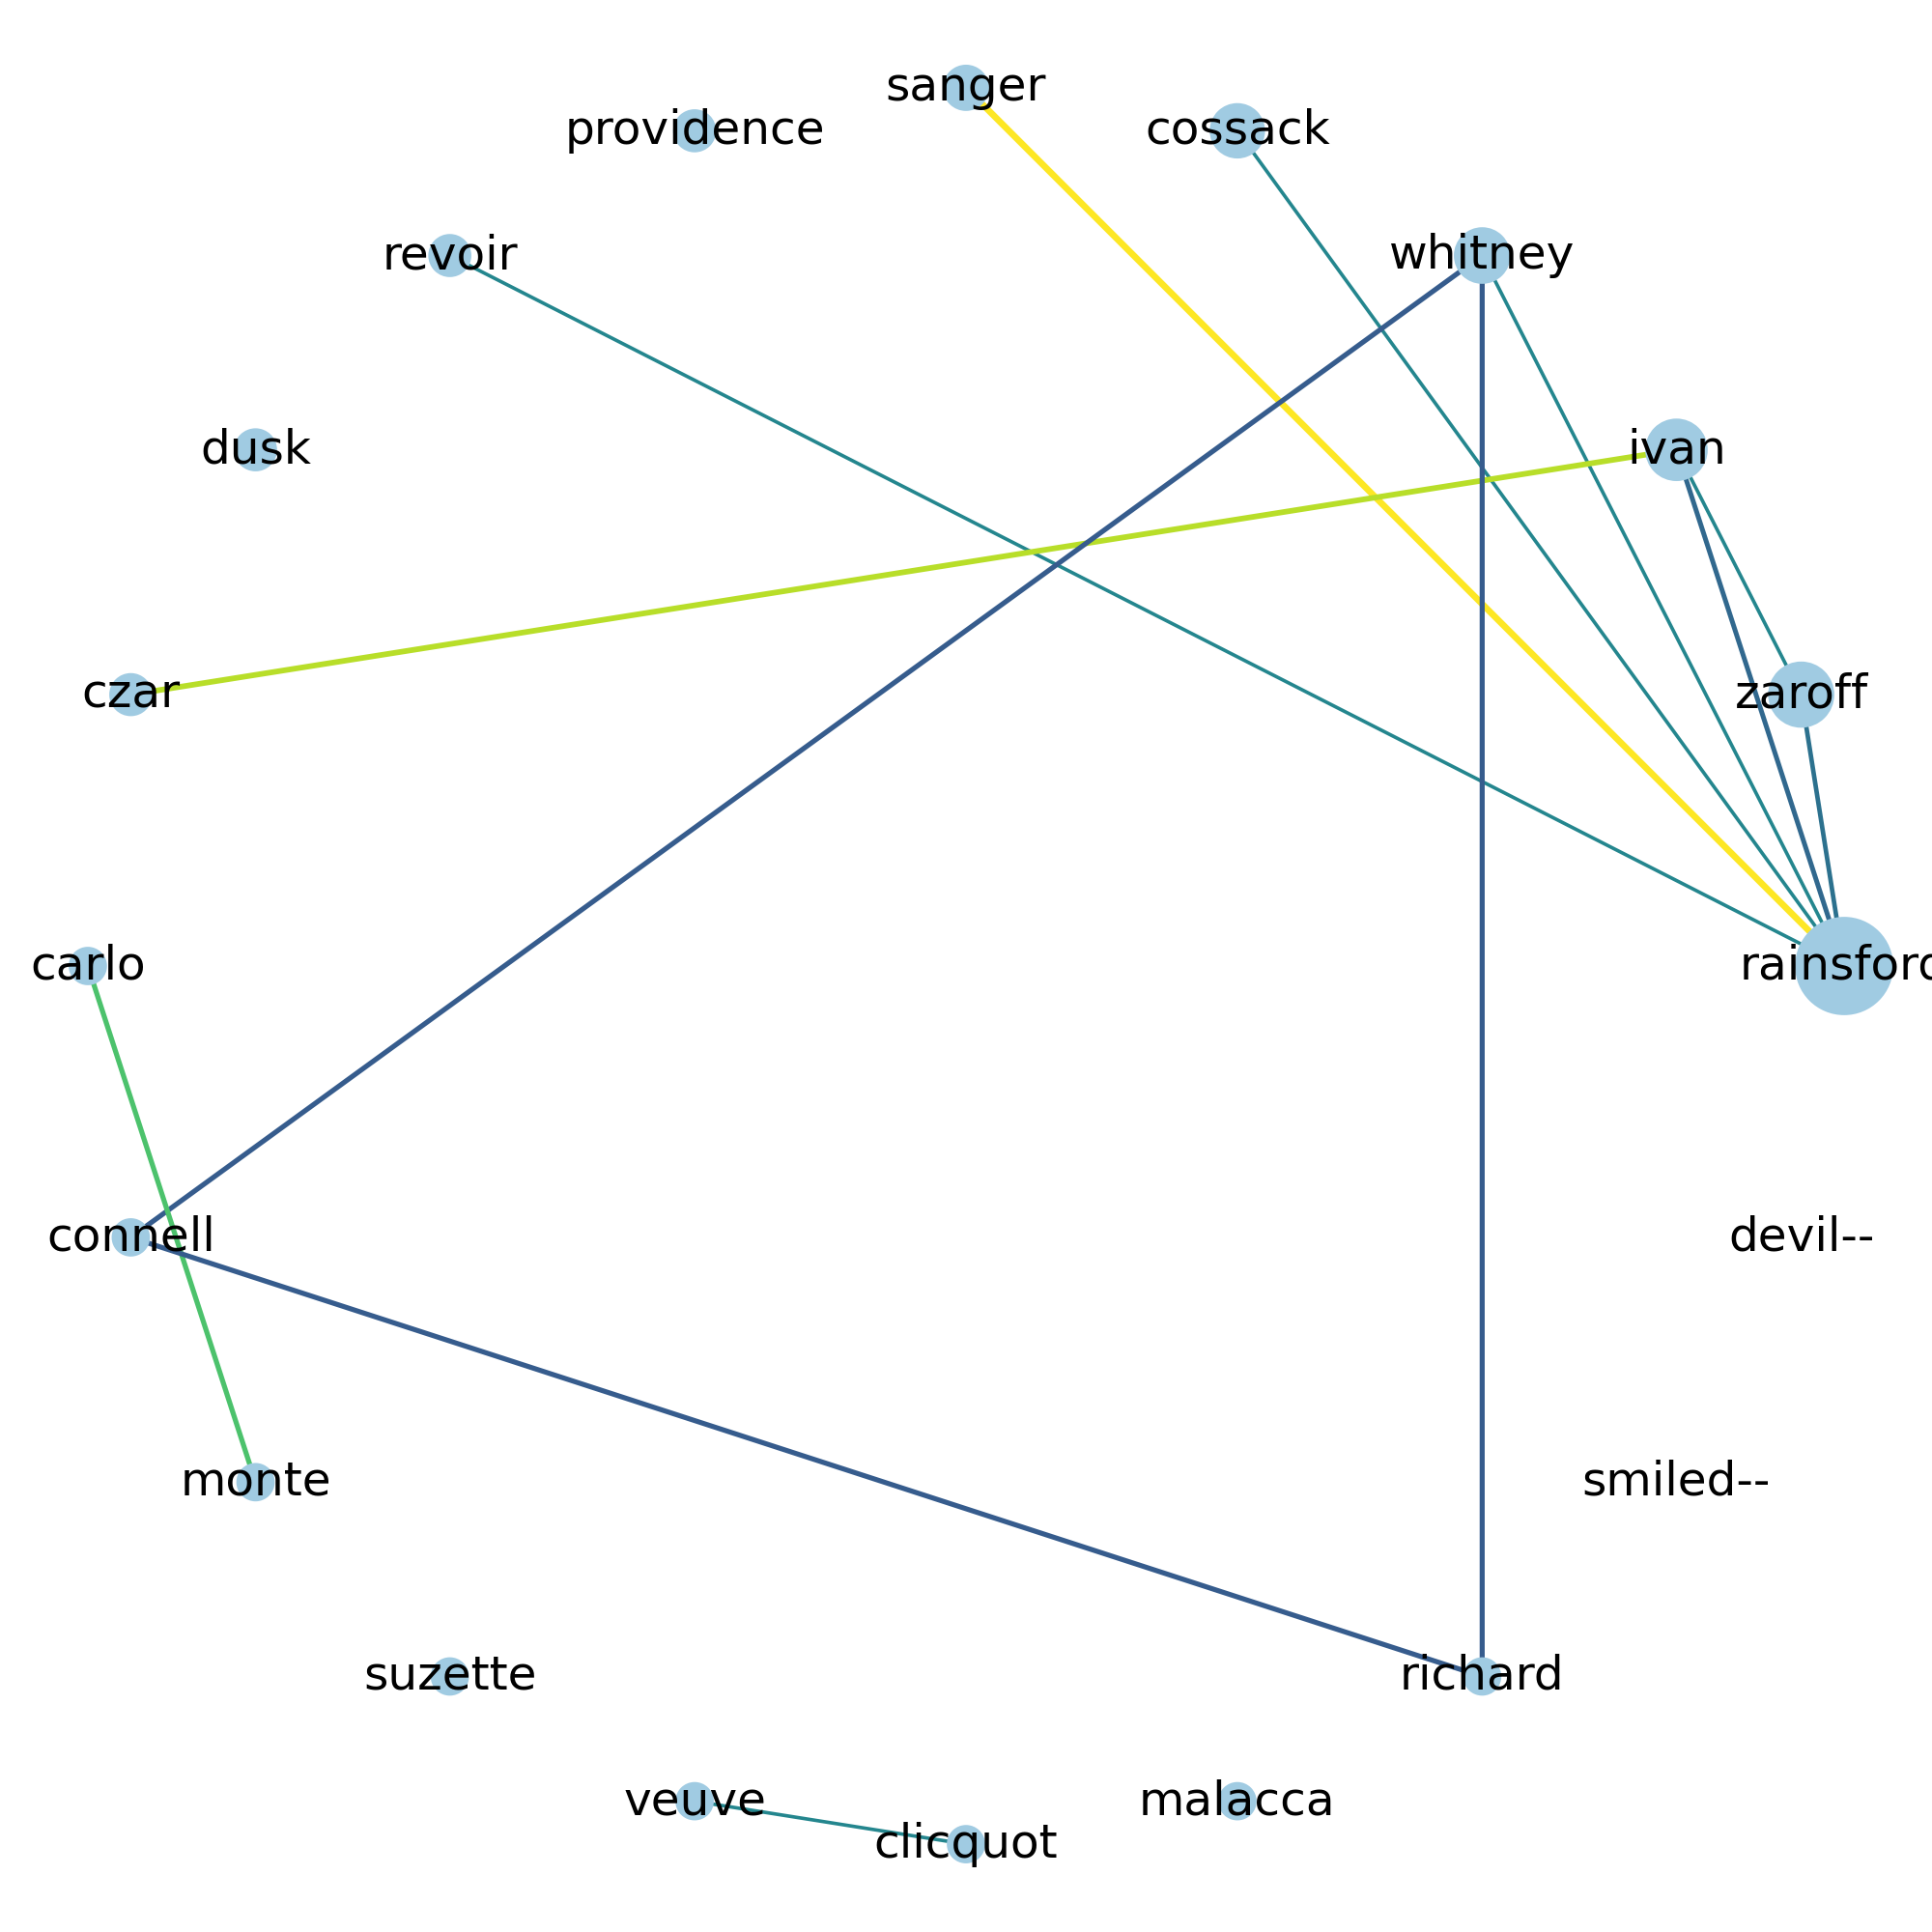 sanger
providence
cossack
revoir
whitney
dusk
ivan
czar
zaroff
carlo
rainsford
connell
devil--
monte
smiled--
suzette
richard
veuve
malacca
clicquot